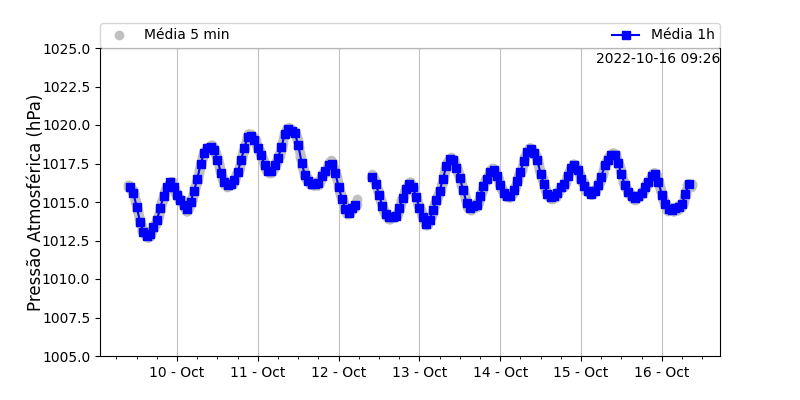 Média 5 min
Média 1h
2022-10-16 09:26
Pressão Atmosférica (hPa)
1025.0
1022.5
1020.0
1017.5
1015.0
1012.5
1010.0
1007.5
1005.0
10 - Oct
11 - Oct
12 - Oct
13 - Oct
14 - Oct
15 - Oct
16 - Oct